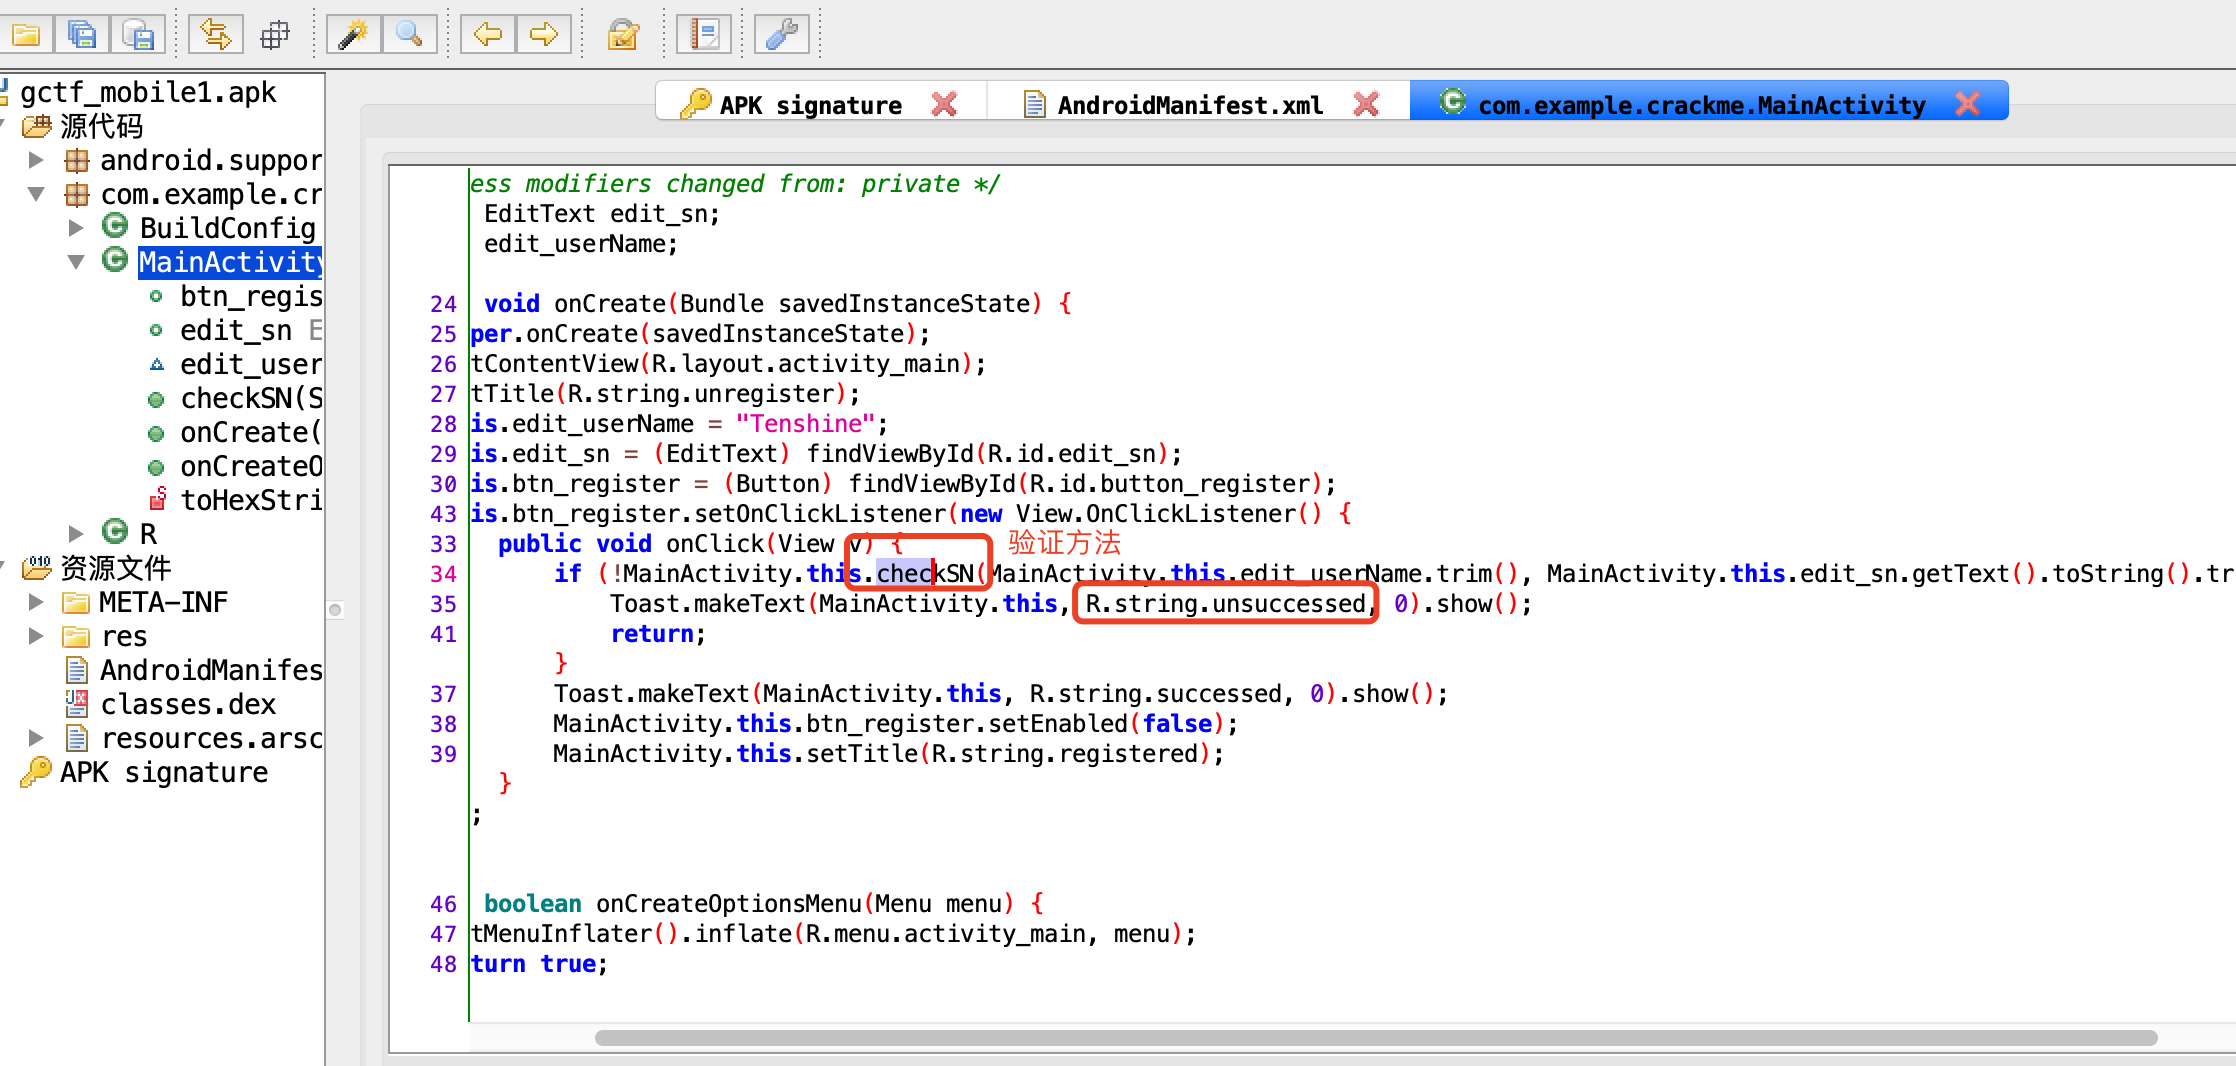 gctf_mobile1.apk
源代码
android.suppor
com.example.cr
BuildConfig
MainActivity
btn_regis
edit_sn E
edit_user
checkSN(S
onCreate(
onCreateO
toHexStri
R
资源文件
META-INF
res
AndroidManifes
classes.dex
resources.arsc
APK signature
APK signature
AndroidManifest.xml
com.example.crackme.MainActivity
ess modifiers changed from: private */
EditText edit_sn;
edit_userName;
24 void onCreate(Bundle savedInstanceState) {
25 per.onCreate(savedInstanceState);
26 tContentView(R.layout.activity_main);
27 tTitle(R.string.unregister);
28 is.edit_userName = "Tenshine";
29 is.edit_sn = (EditText) findViewById(R.id.edit_sn);
30 is.btn_register = (Button) findViewById(R.id.button_register);
43 is.btn_register.setOnClickListener(new View.OnClickListener() {
33 public void onClick(View v) { 验证方法
34 if (!MainActivity.this.checkSN(MainActivity.this.edit_userName.trim(), MainActivity.this.edit_sn.getText().toString().tr
35 Toast.makeText(MainActivity.this, R.string.unsuccessed, 0).show();
41 return;
}
37 Toast.makeText(MainActivity.this, R.string.successed, 0).show();
38 MainActivity.this.btn_register.setEnabled(false);
39 MainActivity.this.setTitle(R.string.registered);
}
;
46 boolean onCreateOptionsMenu(Menu menu) {
47 tMenuInflater().inflate(R.menu.activity_main, menu);
48 turn true;